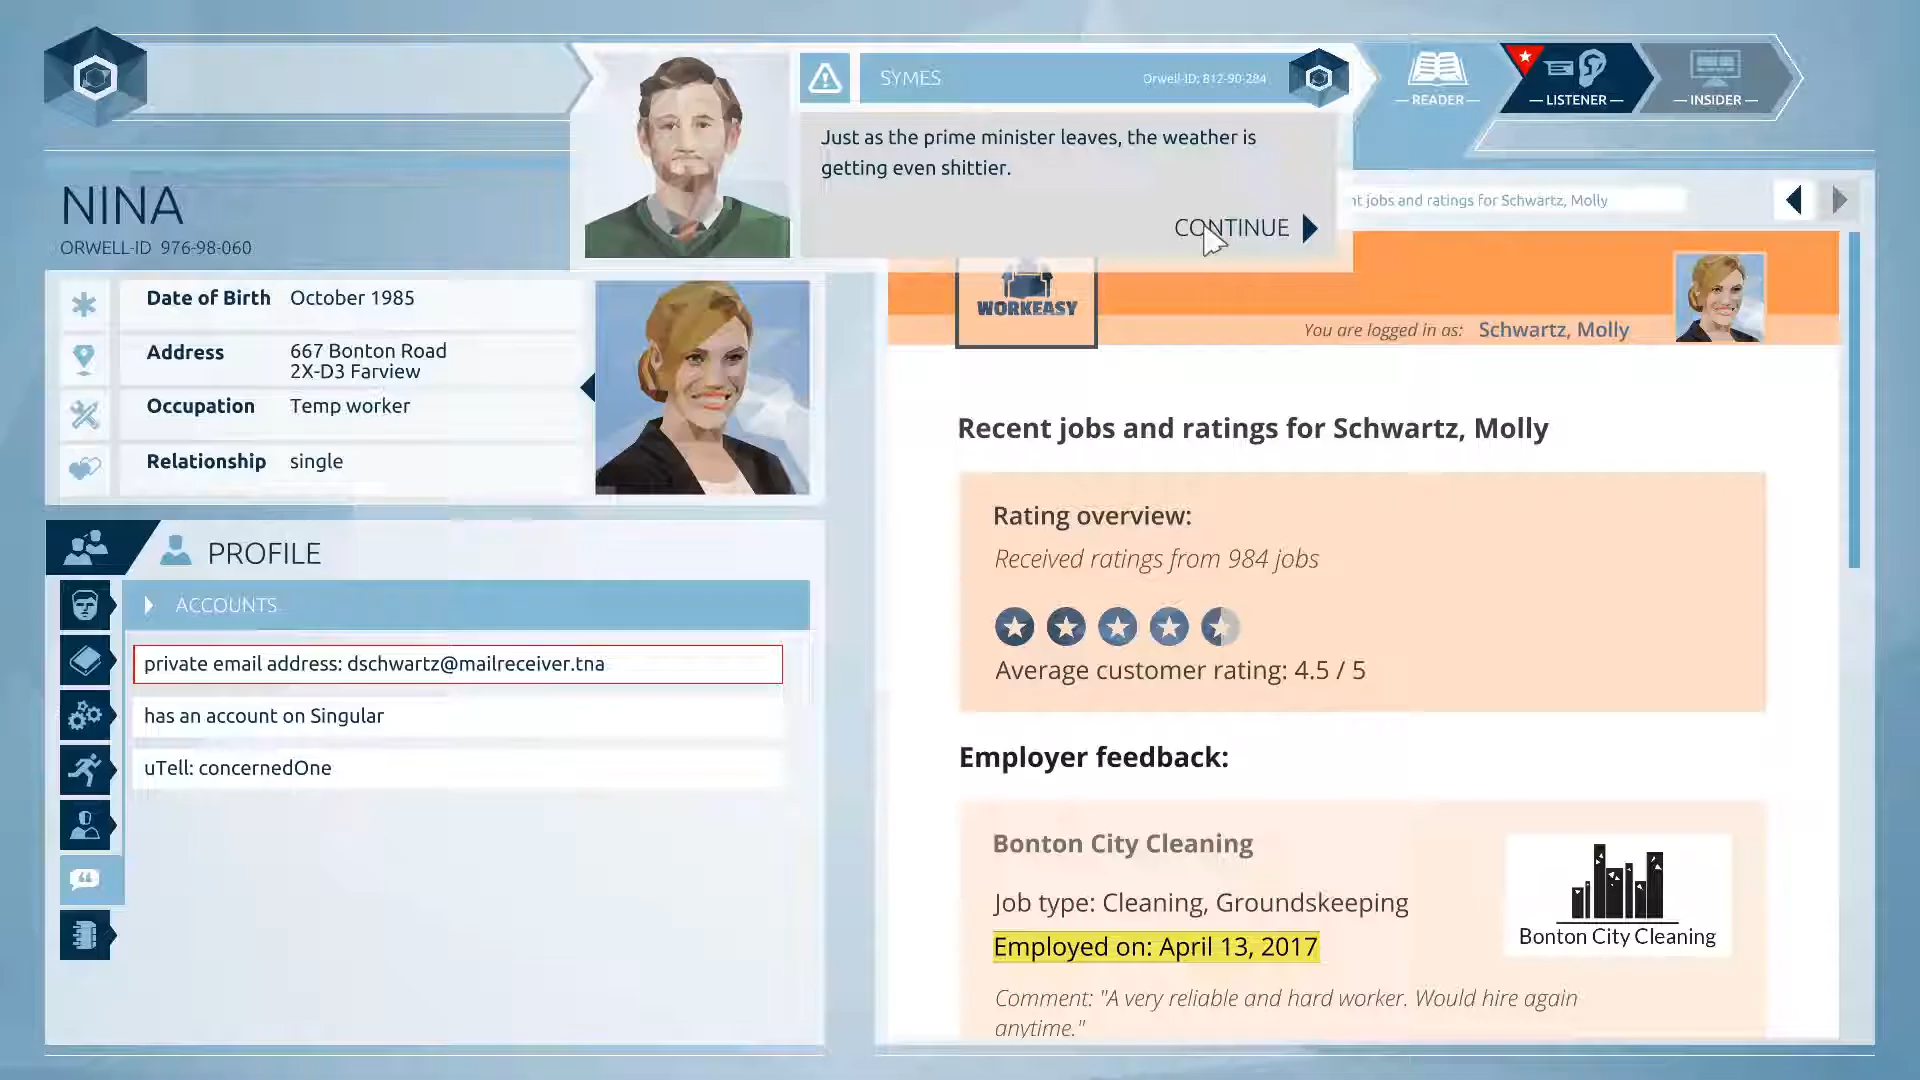 SYMES
Orwell-ID: 812-90-284
Just as the prime minister leaves, the weather is
getting even shittier.
CONTINUE
READER
LISTENER
INSIDER
NINA
ORWELL-ID 976-98-060
Date of Birth October 1985
Address 667 Bonton Road
2X-D3 Farview
Occupation Temp worker
Relationship single
PROFILE
ACCOUNTS
private email address: dschwartz@mailreceiver.tna
has an account on Singular
uTell: concernedOne
jobs and ratings for Schwartz, Molly
WORKEASY
You are logged in as: Schwartz, Molly
Recent jobs and ratings for Schwartz, Molly
Rating overview:
Received ratings from 984 jobs
Average customer rating: 4.5 / 5
Employer feedback:
Bonton City Cleaning
Job type: Cleaning, Groundskeeping
Employed on: April 13, 2017
Bonton City Cleaning
Comment: "A very reliable and hard worker. Would hire again
anytime."